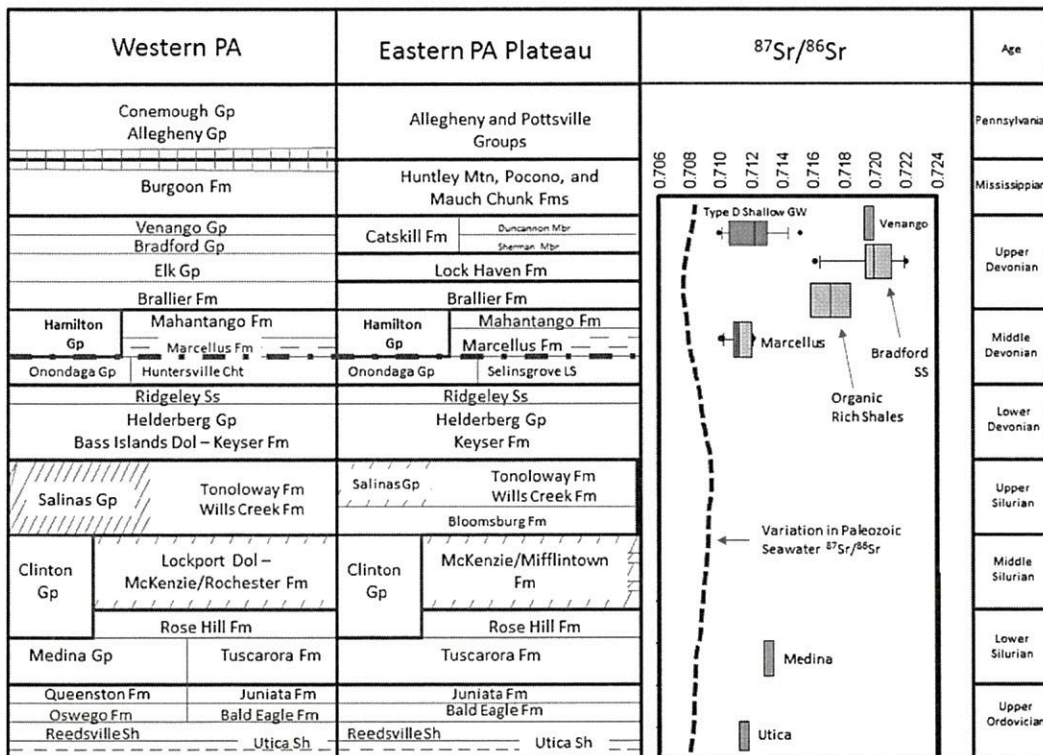 Western PA
Eastern PA Plateau
⁸⁷Sr/⁸⁶Sr
Age
Conemough Gp
Allegheny Gp
Burgoon Fm
Venango Gp
Bradford Gp
Elk Gp
Brallier Fm
Hamilton
Gp
Mahantango Fm
Marcellus Fm
Onondaga Gp
Huntersville Cht
Ridgeley Ss
Helderberg Gp
Bass Islands Dol – Keyser Fm
Salinas Gp
Tonoloway Fm
Wills Creek Fm
Clinton
Gp
Lockport Dol –
McKenzie/Rochester Fm
Rose Hill Fm
Medina Gp
Tuscarora Fm
Queenston Fm
Juniata Fm
Oswego Fm
Bald Eagle Fm
Reedsville Sh
Utica Sh
Allegheny and Pottsville
Groups
Huntley Mtn, Pocono, and
Mauch Chunk Fms
Catskill Fm
Duncannon Mbr
Sherman Mbr
Lock Haven Fm
Brallier Fm
Hamilton
Gp
Mahantango Fm
Marcellus Fm
Onondaga Gp
Selinsgrove LS
Ridgeley Ss
Helderberg Gp
Keyser Fm
Salinas Gp
Tonoloway Fm
Wills Creek Fm
Bloomsburg Fm
Clinton
Gp
McKenzie/Mifflintown
Fm
Rose Hill Fm
Tuscarora Fm
Juniata Fm
Bald Eagle Fm
Reedsville Sh
Utica Sh
0.706
0.708
0.710
0.712
0.714
0.716
0.718
0.720
0.722
0.724
Type D Shallow GW
Venango
Marcellus
Bradford
SS
Organic
Rich Shales
Variation in Paleozoic
Seawater ⁸⁷Sr/⁸⁶Sr
Medina
Utica
Pennsylvania
Mississippian
Upper
Devonian
Middle
Devonian
Lower
Devonian
Upper
Silurian
Middle
Silurian
Lower
Silurian
Upper
Ordovician